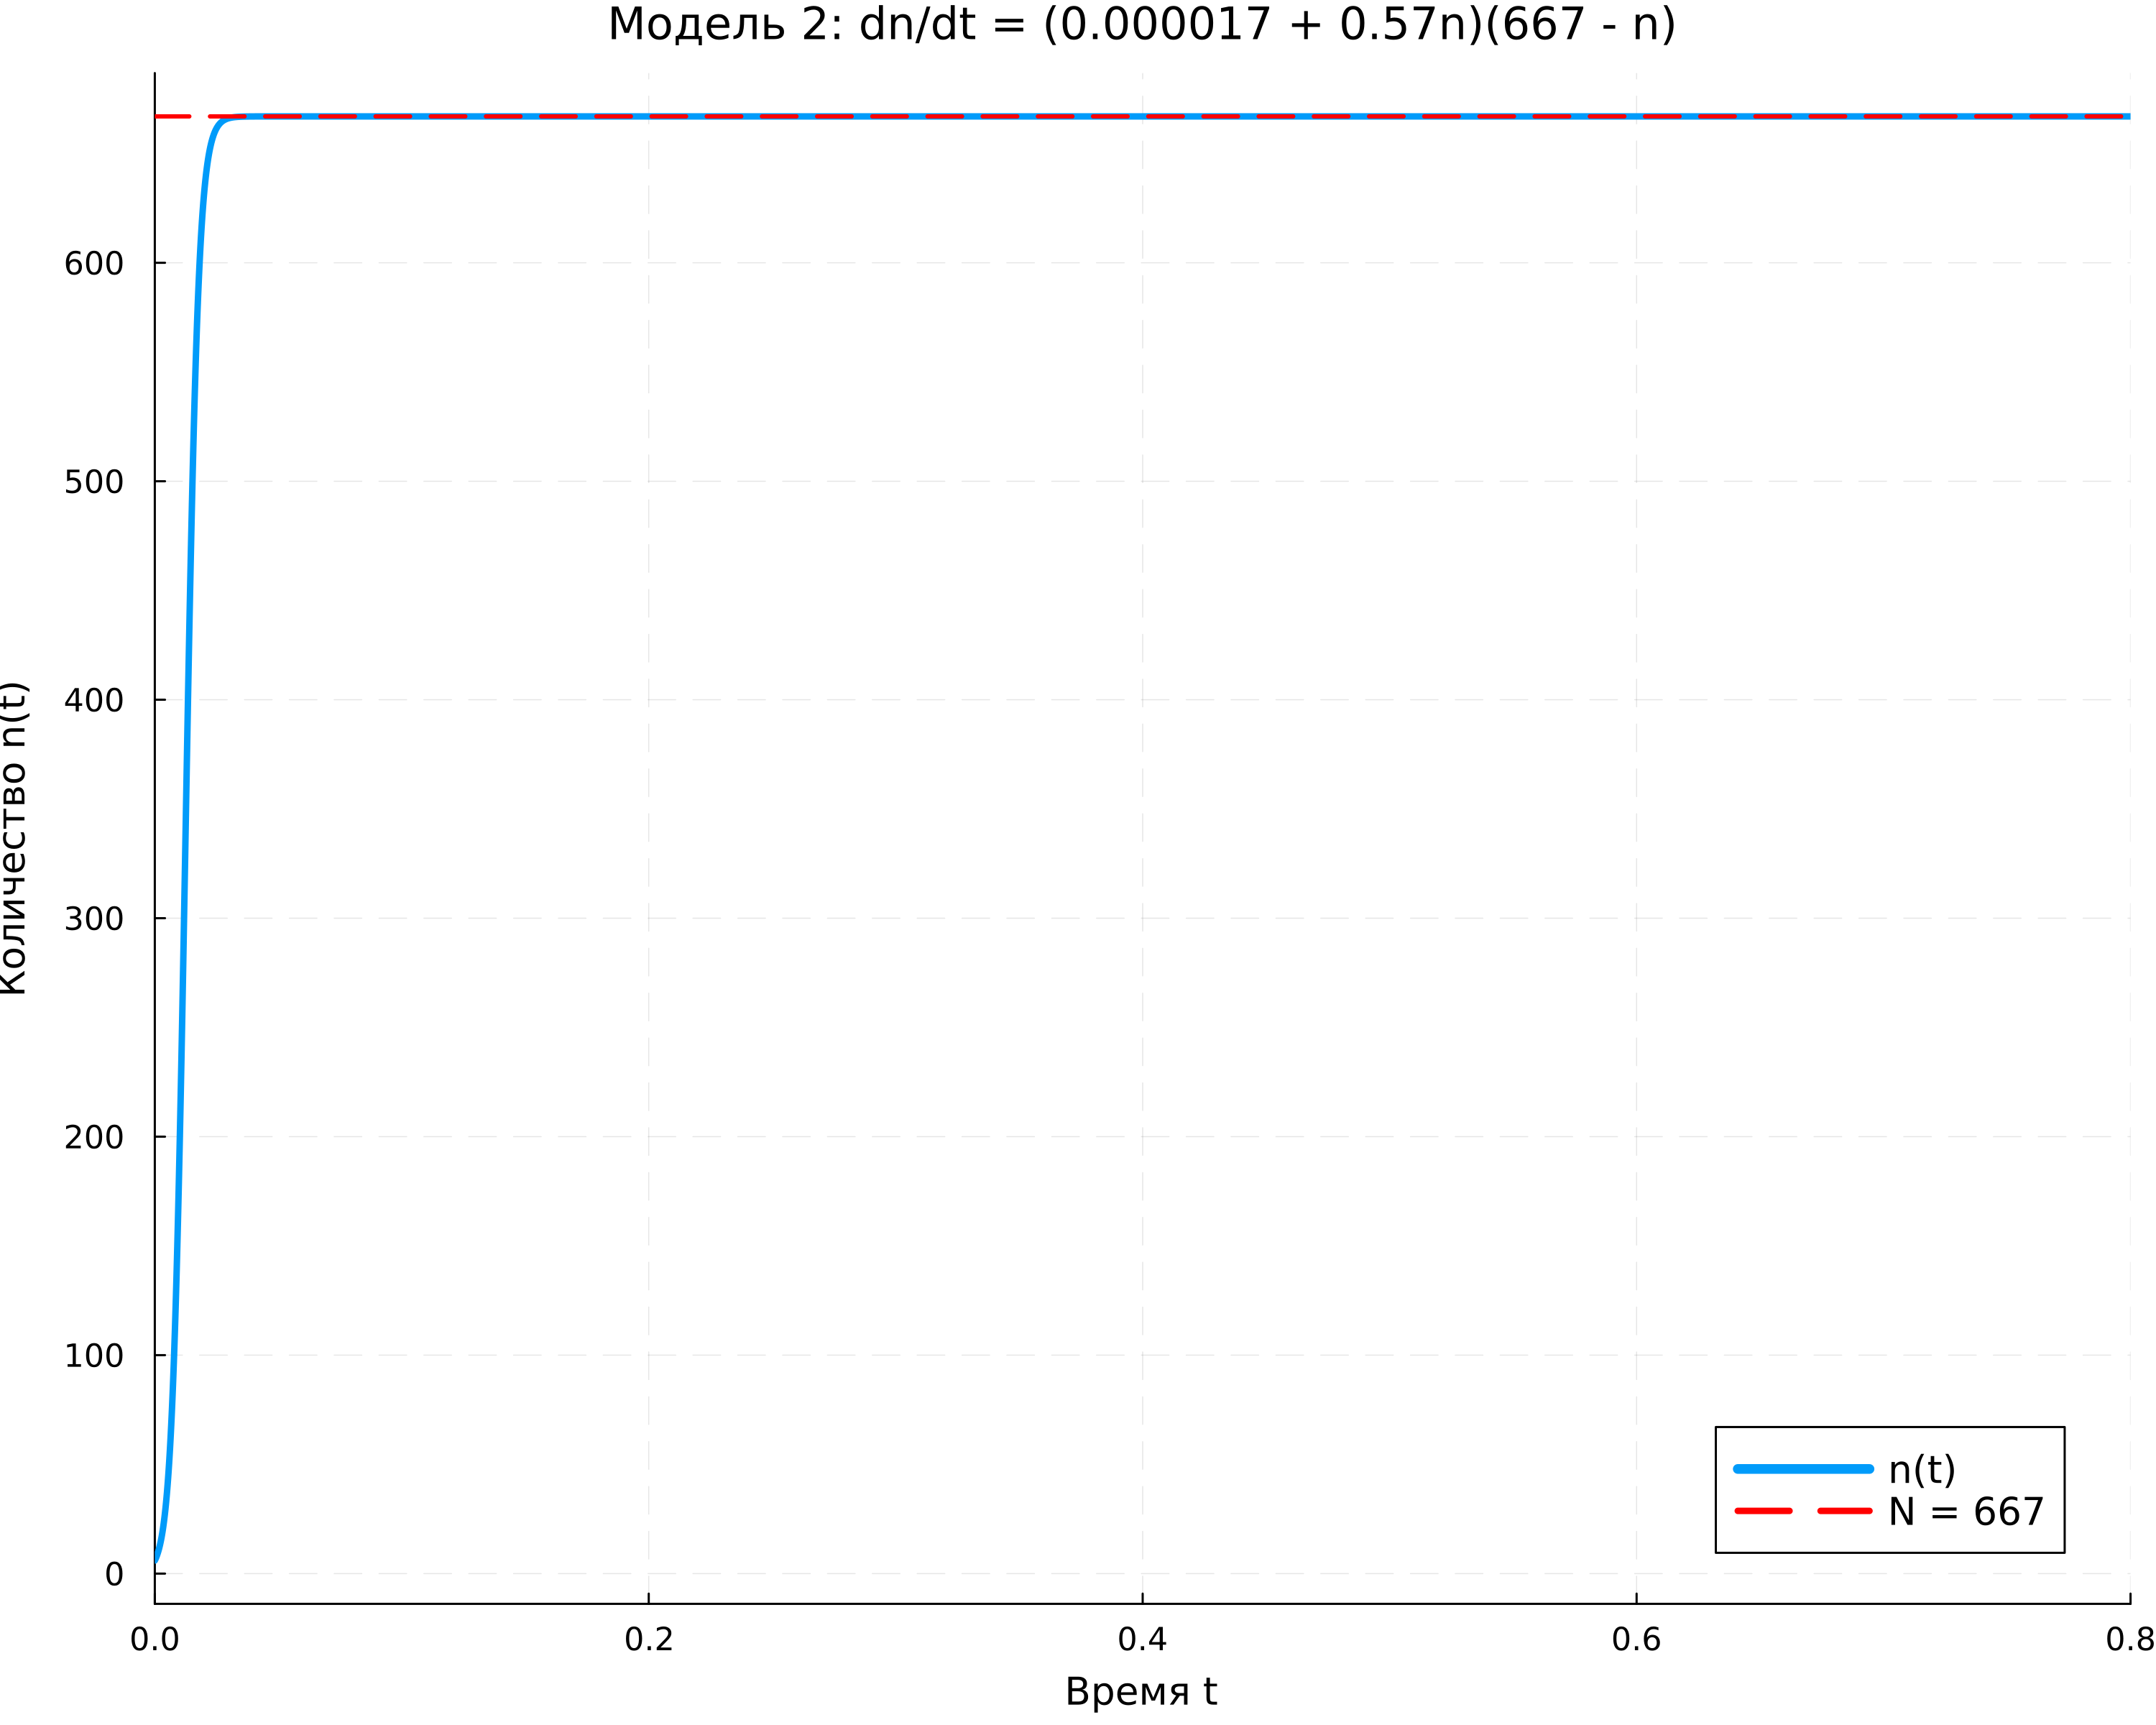 Модель 2: dn/dt = (0.000017 + 0.57n)(667 - n)
Количество n(t)
600
500
400
300
200
100
0
n(t)
N = 667
0.0 0.2 0.4 0.6 0.8
Время t